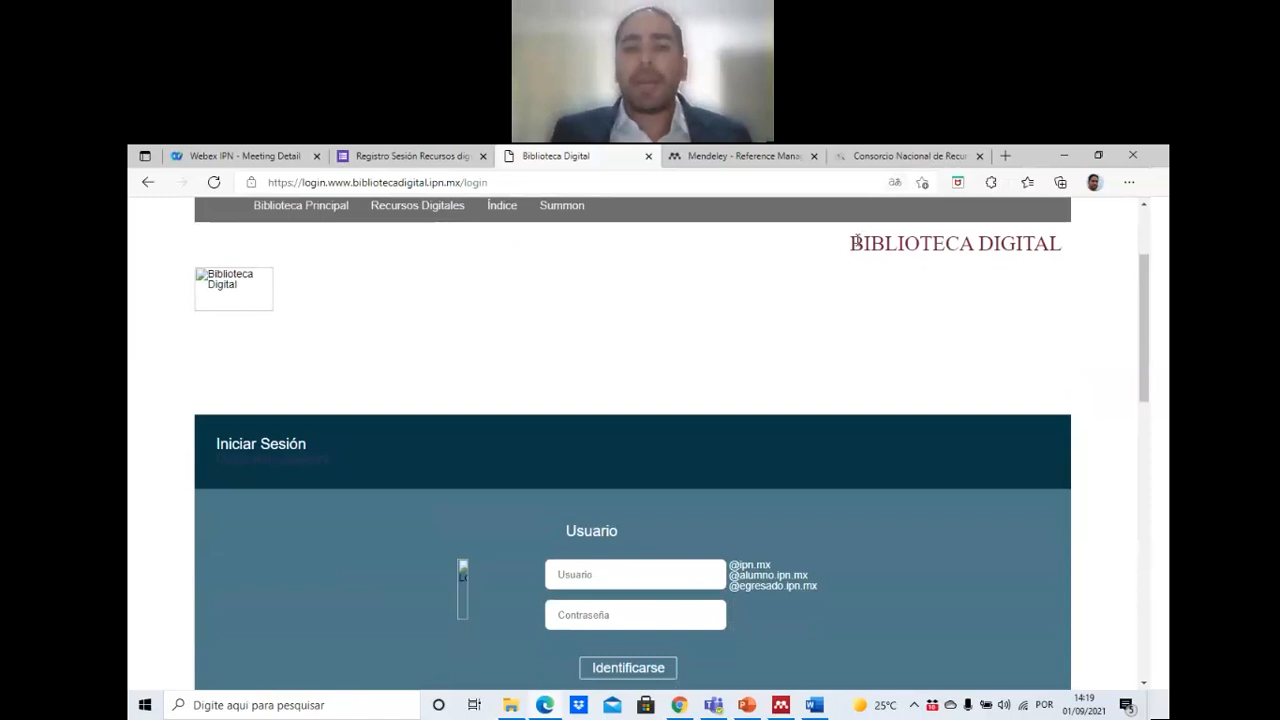 Webex IPN - Meeting Detail
Registro Sesión Recursos dig
Biblioteca Digital
Mendeley - Reference Mana
Consorcio Nacional de Recur
https://login.www.bibliotecadigital.ipn.mx/login
Biblioteca Principal
Recursos Digitales
Índice
Summon
BIBLIOTECA DIGITAL
Biblioteca
Digital
Iniciar Sesión
Usuario
Usuario
@ipn.mx
@alumno.ipn.mx
@egresado.ipn.mx
Contraseña
Identificarse
Digite aqui para pesquisar
25°C
POR
14:19
01/09/2021